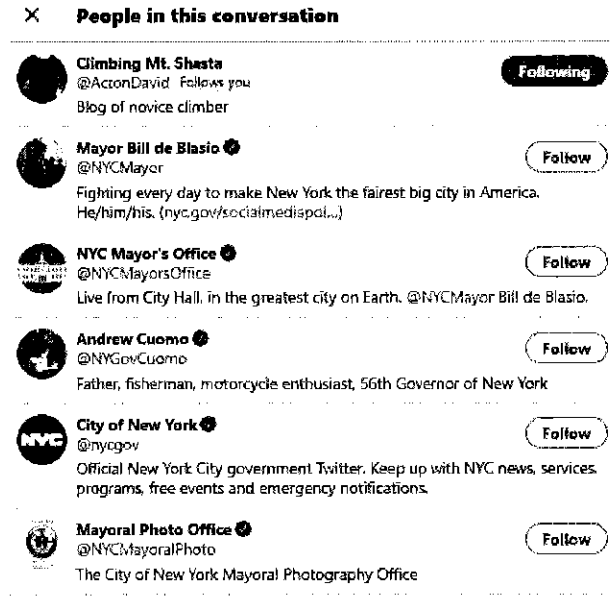 × People in this conversation
Climbing Mt. Shasta
@ActonDavid Follows you
Following
Blog of novice climber
Mayor Bill de Blasio
@NYCMayor
Follow
Fighting every day to make New York the fairest big city in America.
He/him/his. (nyc.gov/socialmediapol...)
NYC Mayor's Office
@NYCMayorsOffice
Follow
Live from City Hall, in the greatest city on Earth. @NYCMayor Bill de Blasio.
Andrew Cuomo
@NYGovCuomo
Follow
Father, fisherman, motorcycle enthusiast, 56th Governor of New York
NYC
City of New York
@nycgov
Follow
Official New York City government Twitter. Keep up with NYC news, services
programs, free events and emergency notifications.
Mayoral Photo Office
@NYCMayoralPhoto
Follow
The City of New York Mayoral Photography Office